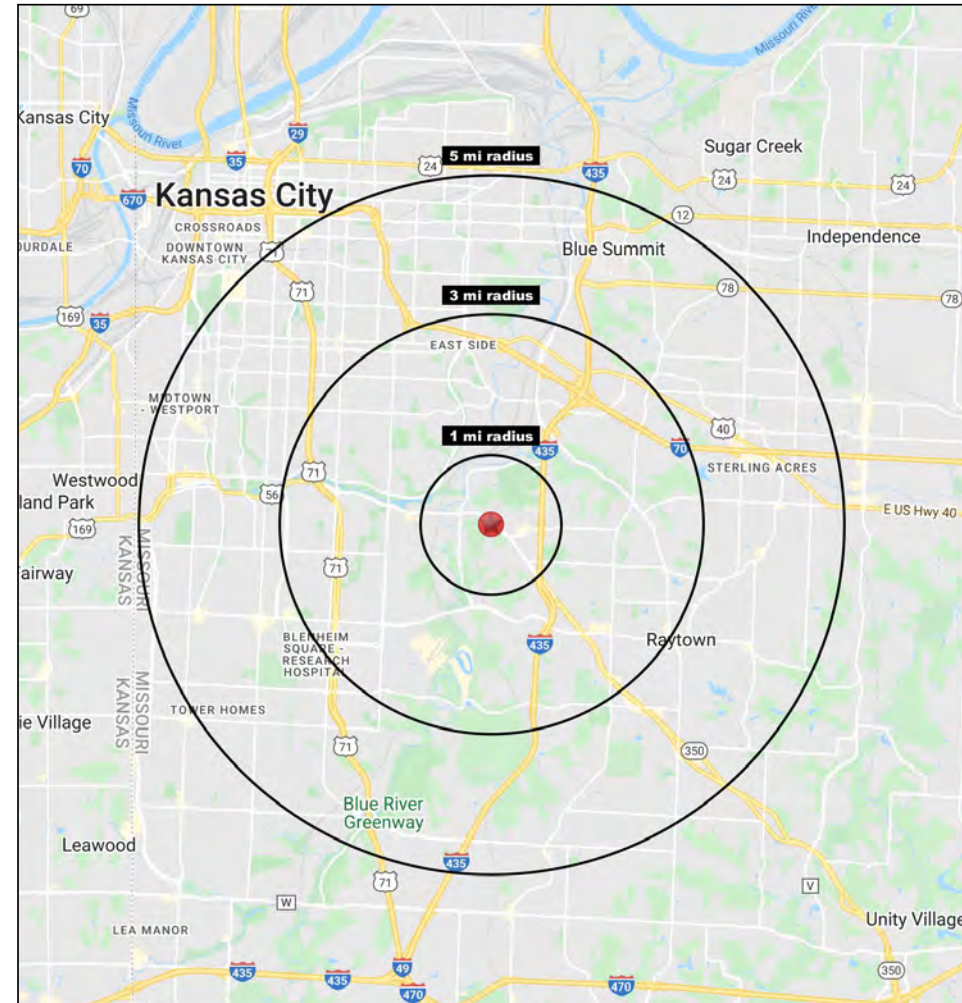 69
Missouri River
Kansas City
Missouri River
29
70
35
24
5 mi radius
435
Sugar Creek
24
24
670
Kansas City
12
CROSSROADS
DOWNTOWN
KANSAS CITY
OURDALE
71
Blue Summit
Independence
71
78
78
169
35
3 mi radius
EAST SIDE
MIDTOWN
- WESTPORT
40
1 mi radius
435
70
STERLING ACRES
71
56
Westwood
land Park
E US Hwy 40
169
MISSOURI
KANSAS
71
Fairway
BLENHEIM
SQUARE -
RESEARCH
HOSPITAL
435
Raytown
MISSOURI
KANSAS
TOWER HOMES
ie Village
71
350
Blue River
Greenway
Leawood
435
71
V
W
LEA MANOR
Unity Village
435
435
49
470
470
350